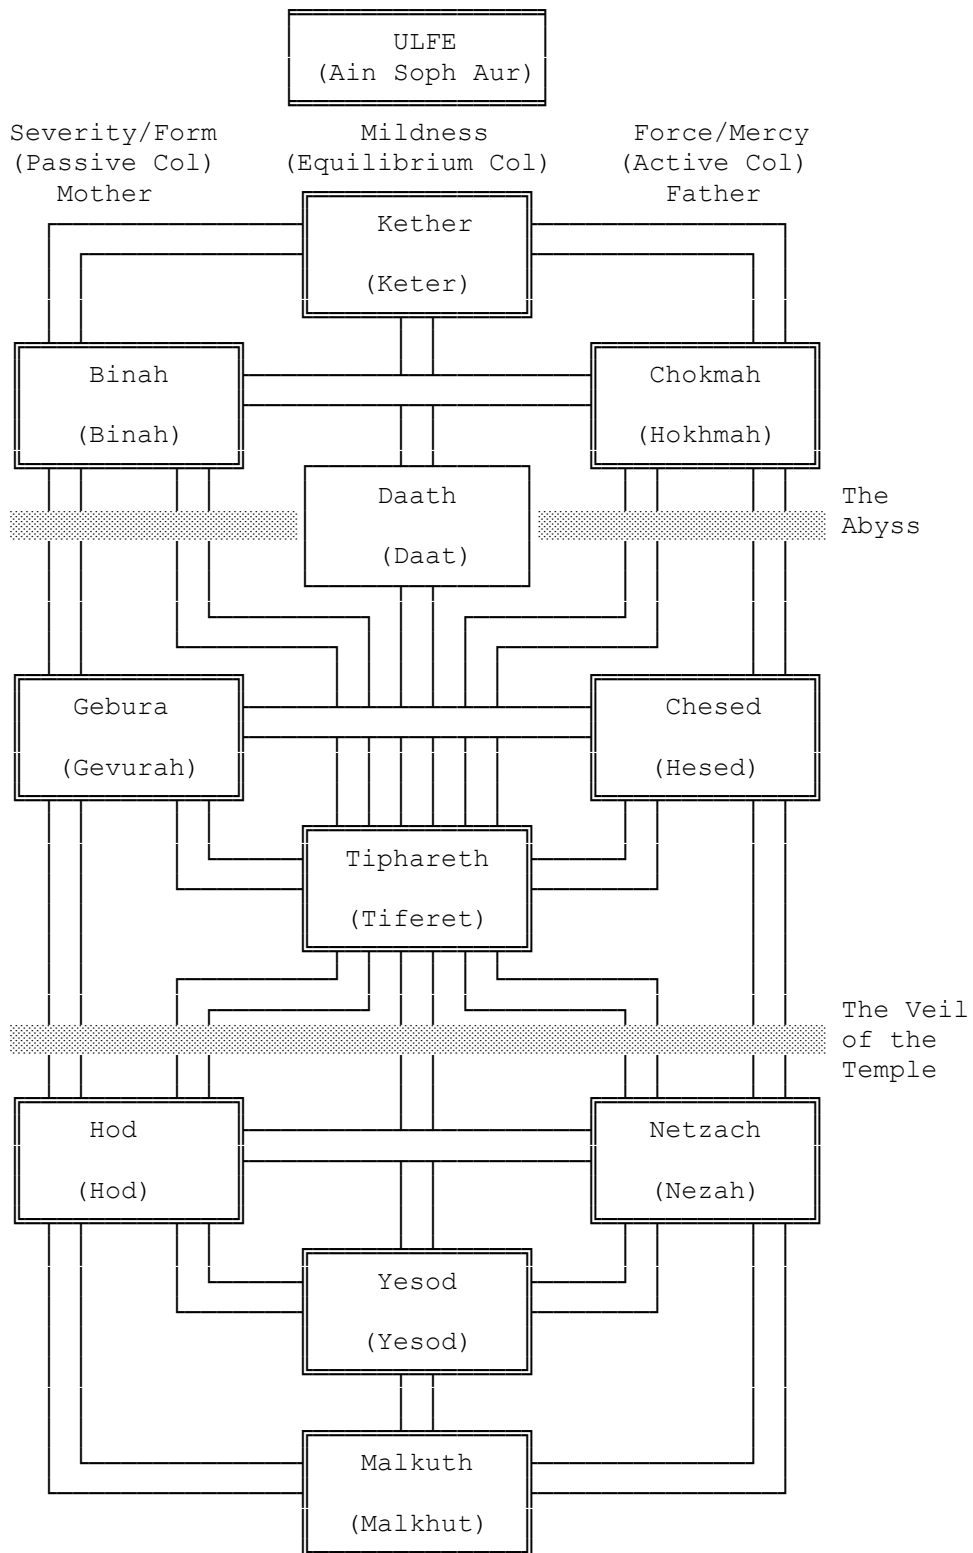 ULFE
(Ain Soph Aur)
Severity/Form Mildness Force/Mercy
(Passive Col) (Equilibrium Col) (Active Col)
Mother Father
Kether
(Keter)
Binah Chokmah
(Binah) (Hokhmah)
Daath The
Abyss
(Daat)
Gebura Chesed
(Gevurah) (Hesed)
Tiphareth
(Tiferet)
The Veil
of the
Temple
Hod Netzach
(Hod) (Nezah)
Yesod
(Yesod)
Malkuth
(Malkhut)